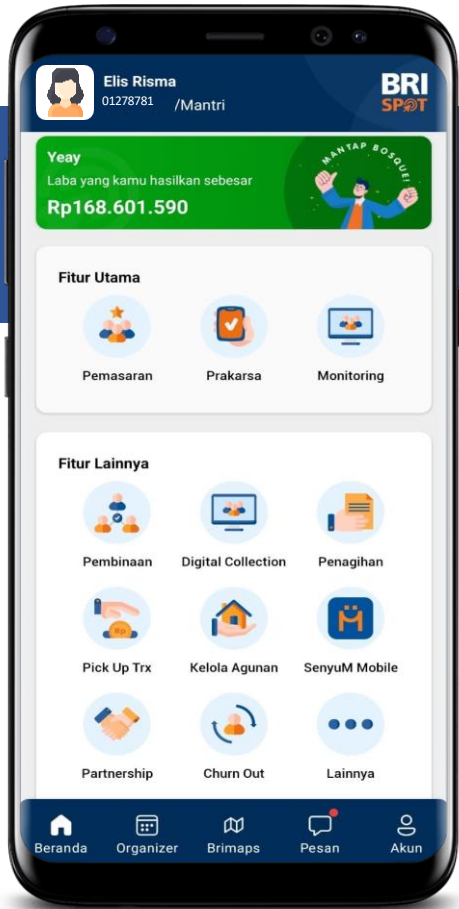 Elis Risma
01278781 /Mantri
BRI
SPOT
Yeay
Laba yang kamu hasilkan sebesar
Rp168.601.590
MANTAP BOSQUE!
Fitur Utama
Pemasaran Prakarsa Monitoring
Fitur Lainnya
Pembinaan Digital Collection Penagihan
Rp
Pick Up Trx Kelola Agunan SenyuM Mobile
Partnership Churn Out Lainnya
Beranda Organizer Brimaps Pesan Akun